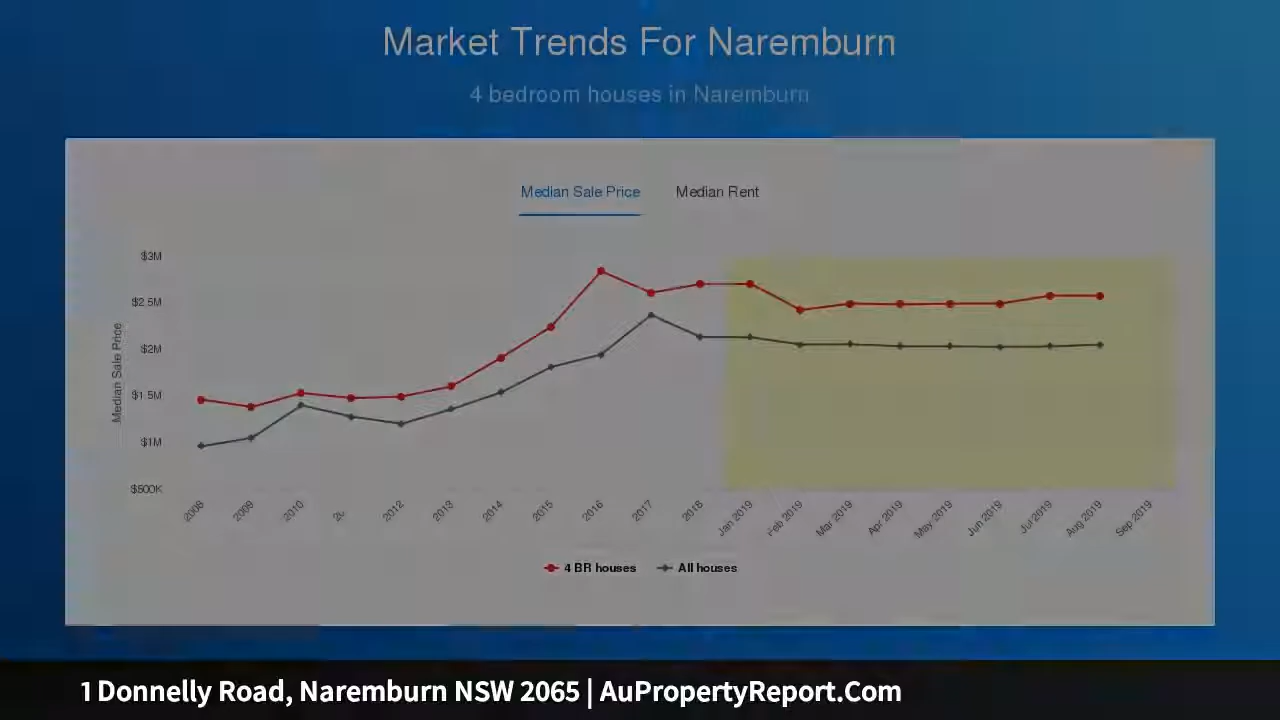 Market Trends For Naremburn
4 bedroom houses in Naremburn
Median Sale Price Median Rent
$3M
$2.5M
$2M
$1.5M
$1M
$500K
Median Sale Price
2008 2009 2010 2012 2013 2014 2015 2016 2017 2018 Jan 2019 Feb 2019 Mar 2019 Apr 2019 May 2019 Jun 2019 Jul 2019 Aug 2019 Sep 2019
4 BR houses All houses
1 Donnelly Road, Naremburn NSW 2065 | AuPropertyReport.Com